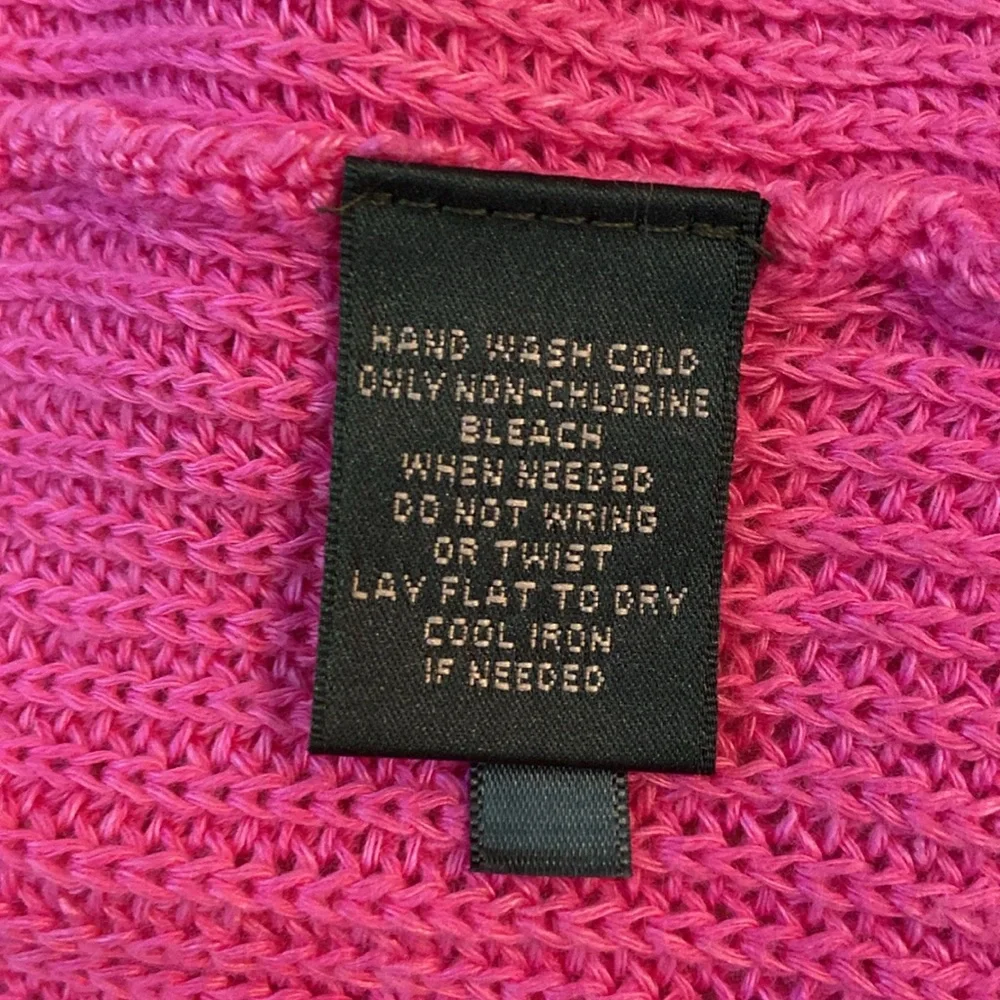 HAND WASH COLD
ONLY NON-CHLORINE
BLEACH
WHEN NEEDED
DO NOT WRING
OR TWIST
LAY FLAT TO DRY
COOL IRON
IF NEEDED